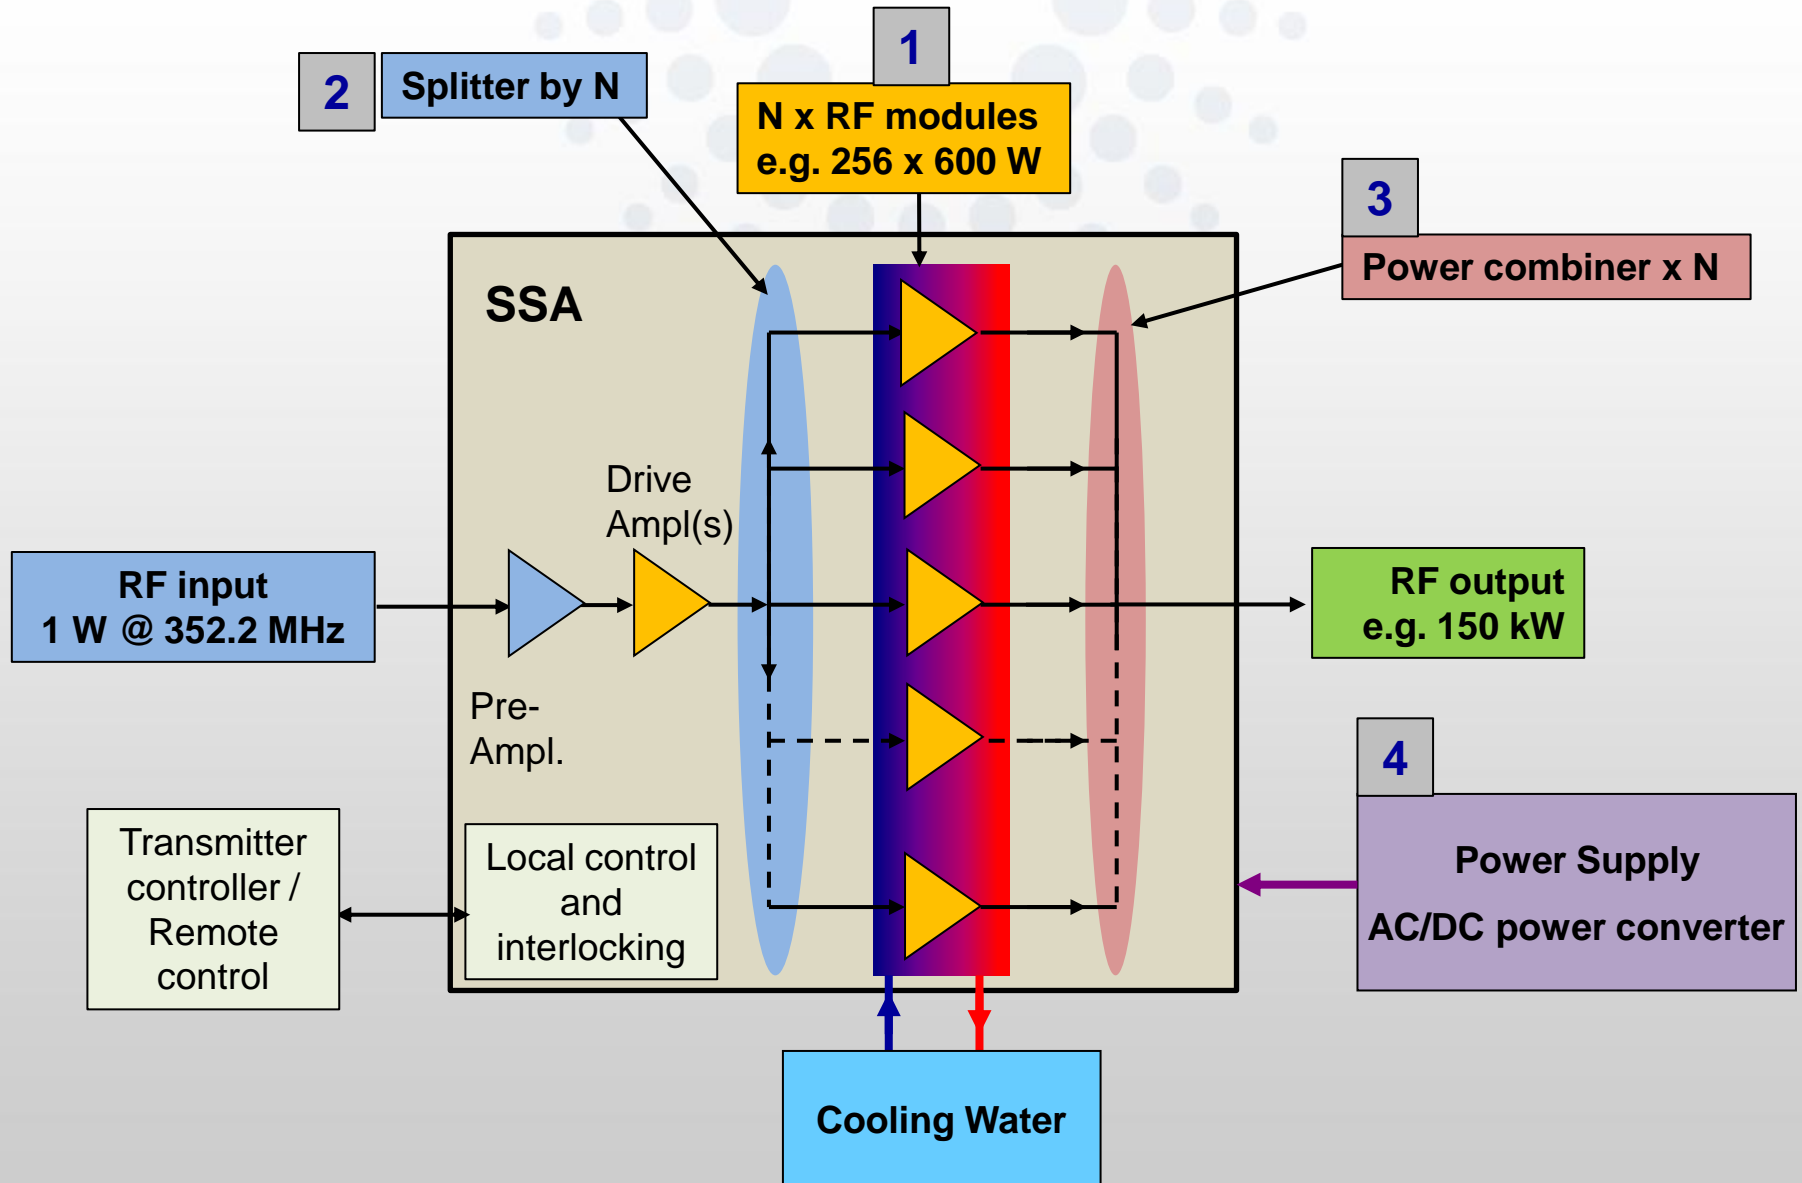 1
2
Splitter by N
N x RF modules
e.g. 256 x 600 W
3
Power combiner x N
SSA
Drive
Ampl(s)
RF input
1 W @ 352.2 MHz
RF output
e.g. 150 kW
Pre-
Ampl.
4
Transmitter
controller /
Remote
control
Local control
and
interlocking
Power Supply
AC/DC power converter
Cooling Water